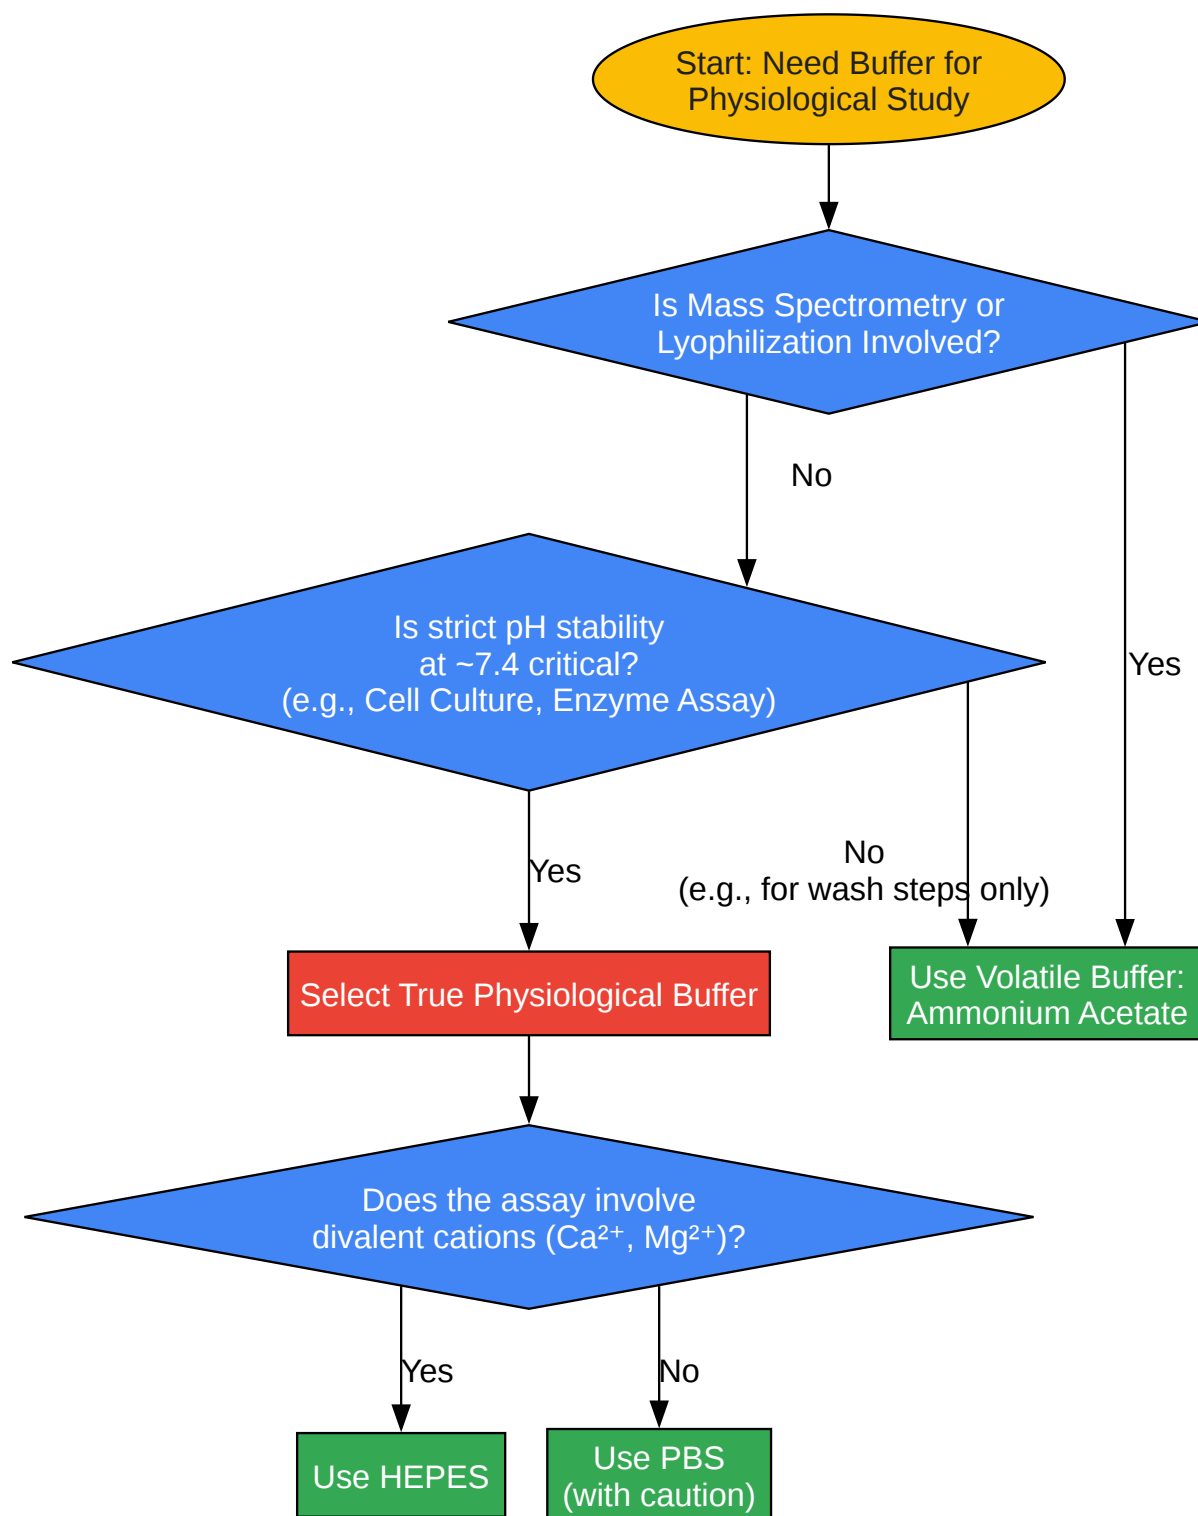 Start: Need Buffer for
Physiological Study
Is Mass Spectrometry or
Lyophilization Involved?
No
Is strict pH stability
at ~7.4 critical?
(e.g., Cell Culture, Enzyme Assay)
Yes
Yes
No
(e.g., for wash steps only)
Select True Physiological Buffer
Use Volatile Buffer:
Ammonium Acetate
Does the assay involve
divalent cations (Ca²⁺, Mg²⁺)?
Yes
No
Use HEPES
Use PBS
(with caution)